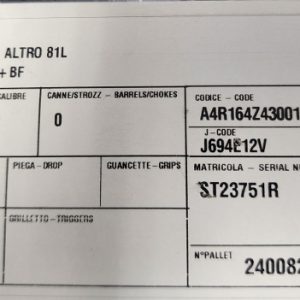 ALTRO 81L
+ BF
CALIBRE
CANNE/STROZZ - BARRELS/CHOKES
0
CODICE - CODE
A4R164Z43001
J-CODE
J694E12V
PIEGA-DROP
GUANCETTE-GRIPS
MATRICOLA - SERIAL NU
ST23751R
GRILLETTO-TRIGGERS
N°PALLET
240082